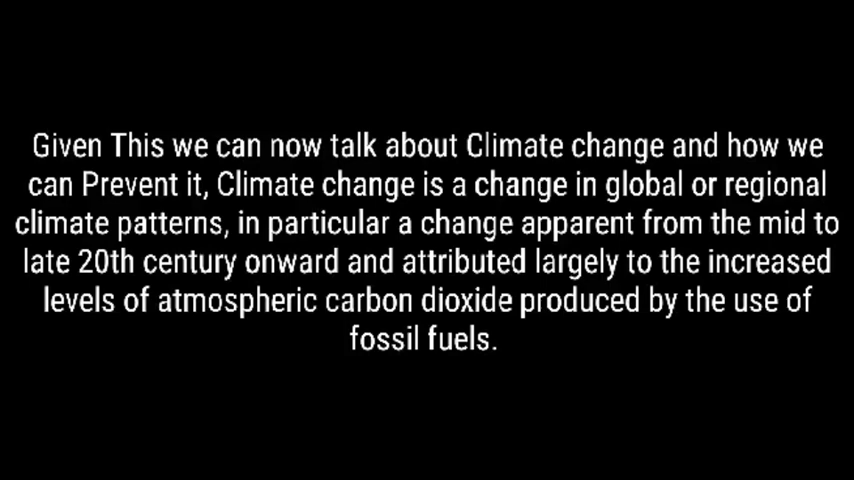 Given This we can now talk about Climate change and how we
can Prevent it, Climate change is a change in global or regional
climate patterns, in particular a change apparent from the mid to
late 20th century onward and attributed largely to the increased
levels of atmospheric carbon dioxide produced by the use of
fossil fuels.